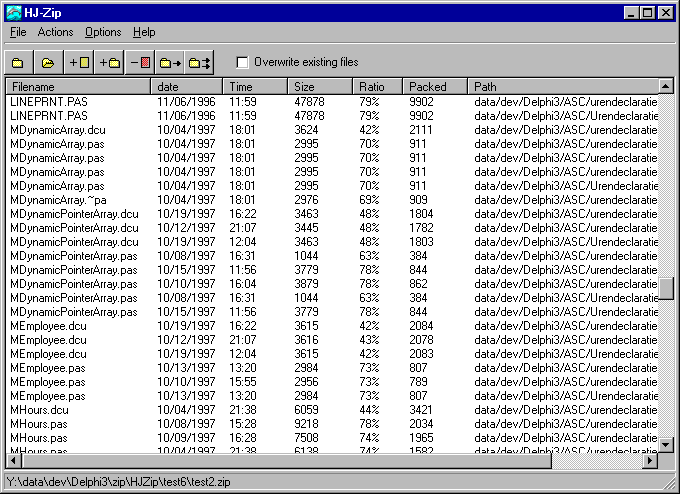 HJ-Zip
File Actions Options Help
Overwrite existing files
Filename date Time Size Ratio Packed Path
LINEPRNT.PAS 11/06/1996 11:59 47878 79% 9902 data/dev/Delphi3/ASC/urendeclaratie
LINEPRNT.PAS 11/06/1996 11:59 47878 79% 9902 data/dev/Delphi3/ASC/Urendeclaratie
MDynamicArray.dcu 10/04/1997 18:01 3624 42% 2111 data/dev/Delphi3/ASC/urendeclaratie
MDynamicArray.pas 10/04/1997 18:01 2995 70% 911 data/dev/Delphi3/ASC/urendeclaratie
MDynamicArray.pas 10/04/1997 18:01 2995 70% 911 data/dev/Delphi3/ASC/urendeclaratie
MDynamicArray.pas 10/04/1997 18:01 2995 70% 911 data/dev/Delphi3/ASC/urendeclaratie
MDynamicArray.pas 10/04/1997 18:01 2995 70% 911 data/dev/Delphi3/ASC/Urendeclaratie
MDynamicArray.~pa 10/04/1997 18:01 2976 69% 909 data/dev/Delphi3/ASC/urendeclaratie
MDynamicPointerArray.dcu 10/19/1997 16:22 3463 48% 1804 data/dev/Delphi3/ASC/urendeclaratie
MDynamicPointerArray.dcu 10/12/1997 21:07 3445 48% 1782 data/dev/Delphi3/ASC/urendeclaratie
MDynamicPointerArray.dcu 10/19/1997 12:04 3463 48% 1803 data/dev/Delphi3/ASC/Urendeclaratie
MDynamicPointerArray.pas 10/08/1997 16:31 1044 63% 384 data/dev/Delphi3/ASC/urendeclaratie
MDynamicPointerArray.pas 10/15/1997 11:56 3779 78% 844 data/dev/Delphi3/ASC/urendeclaratie
MDynamicPointerArray.pas 10/10/1997 16:04 3879 78% 862 data/dev/Delphi3/ASC/urendeclaratie
MDynamicPointerArray.pas 10/08/1997 16:31 1044 63% 384 data/dev/Delphi3/ASC/Urendeclaratie
MDynamicPointerArray.pas 10/15/1997 11:56 3779 78% 844 data/dev/Delphi3/ASC/Urendeclaratie
MEmployee.dcu 10/19/1997 16:22 3615 42% 2084 data/dev/Delphi3/ASC/urendeclaratie
MEmployee.dcu 10/12/1997 21:07 3616 43% 2078 data/dev/Delphi3/ASC/urendeclaratie
MEmployee.dcu 10/19/1997 12:04 3615 42% 2083 data/dev/Delphi3/ASC/Urendeclaratie
MEmployee.pas 10/13/1997 13:20 2984 73% 807 data/dev/Delphi3/ASC/urendeclaratie
MEmployee.pas 10/10/1997 15:55 2956 73% 789 data/dev/Delphi3/ASC/urendeclaratie
MEmployee.pas 10/13/1997 13:20 2984 73% 807 data/dev/Delphi3/ASC/Urendeclaratie
MHours.dcu 10/04/1997 21:38 6059 44% 3421 data/dev/Delphi3/ASC/urendeclaratie
MHours.pas 10/08/1997 15:28 9218 78% 2034 data/dev/Delphi3/ASC/urendeclaratie
MHours.pas 10/09/1997 16:28 7508 74% 1965 data/dev/Delphi3/ASC/urendeclaratie
MHours.pas 10/04/1997 21:38 6138 74% 1582 data/dev/Delphi3/ASC/urendeclaratie
Y:\data\dev\Delphi3\zip\HJZip\test6\test2.zip